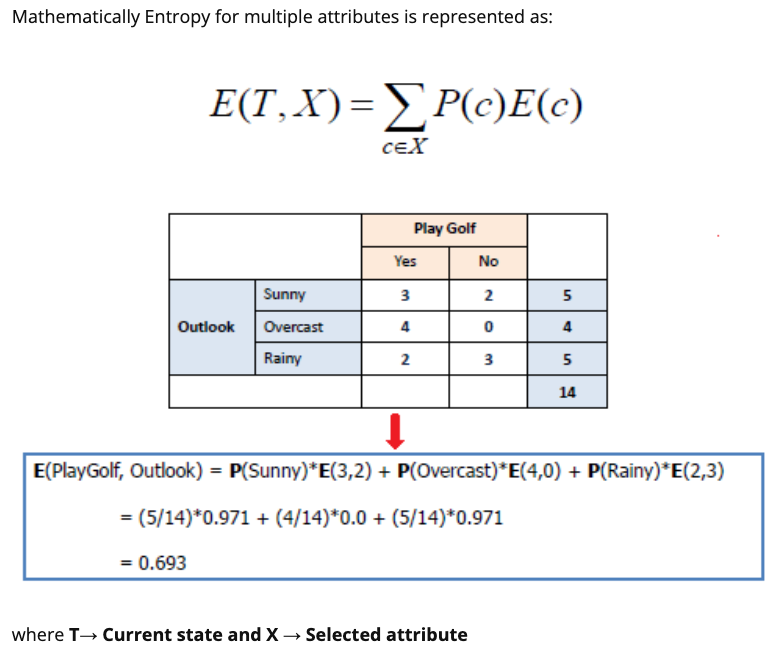 Mathematically Entropy for multiple attributes is represented as:
E(T, X) = ∑ P(c)E(c)
c∈X
Play Golf
Yes No
Sunny 3 2 5
Outlook Overcast 4 0 4
Rainy 2 3 5
14
E(PlayGolf, Outlook) = P(Sunny)*E(3,2) + P(Overcast)*E(4,0) + P(Rainy)*E(2,3)
= (5/14)*0.971 + (4/14)*0.0 + (5/14)*0.971
= 0.693
where T→ Current state and X → Selected attribute